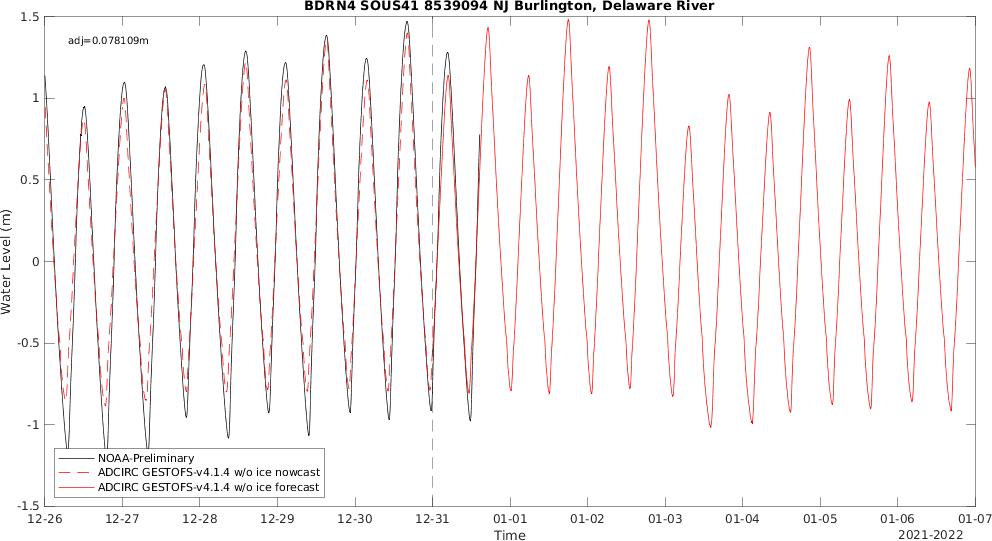 BDRN4 SOUS41 8539094 NJ Burlington, Delaware River
adj=0.078109m
1.5
1
0.5
0
-0.5
-1
-1.5
Water Level (m)
NOAA-Preliminary
ADCIRC GESTOFS-v4.1.4 w/o ice nowcast
ADCIRC GESTOFS-v4.1.4 w/o ice forecast
12-26 12-27 12-28 12-29 12-30 12-31 01-01 01-02 01-03 01-04 01-05 01-06 01-07
Time
2021-2022